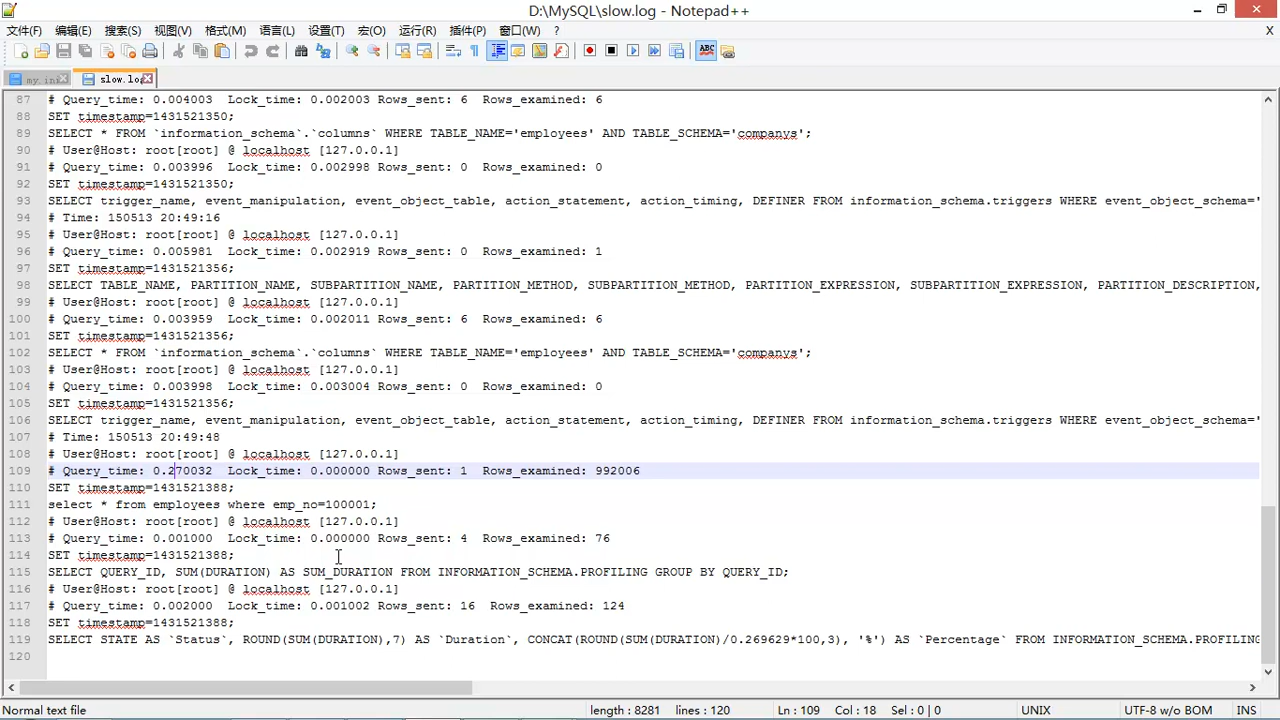 D:\MySQL\slow.log - Notepad++
文件(F) 编辑(E) 搜索(S) 视图(V) 格式(M) 语言(L) 设置(T) 宏(O) 运行(R) 插件(P) 窗口(W) ? X
my.ini slow.log
87 # Query_time: 0.004003  Lock_time: 0.002003 Rows_sent: 6  Rows_examined: 6
88 SET timestamp=1431521350;
89 SELECT * FROM `information_schema`.`columns` WHERE TABLE_NAME='employees' AND TABLE_SCHEMA='companys';
90 # User@Host: root[root] @ localhost [127.0.0.1]
91 # Query_time: 0.003996  Lock_time: 0.002998 Rows_sent: 0  Rows_examined: 0
92 SET timestamp=1431521350;
93 SELECT trigger_name, event_manipulation, event_object_table, action_statement, action_timing, DEFINER FROM information_schema.triggers WHERE event_object_schema='
94 # Time: 150513 20:49:16
95 # User@Host: root[root] @ localhost [127.0.0.1]
96 # Query_time: 0.005981  Lock_time: 0.002919 Rows_sent: 0  Rows_examined: 1
97 SET timestamp=1431521356;
98 SELECT TABLE_NAME, PARTITION_NAME, SUBPARTITION_NAME, PARTITION_METHOD, SUBPARTITION_METHOD, PARTITION_EXPRESSION, SUBPARTITION_EXPRESSION, PARTITION_DESCRIPTION,
99 # User@Host: root[root] @ localhost [127.0.0.1]
100 # Query_time: 0.003959  Lock_time: 0.002011 Rows_sent: 6  Rows_examined: 6
101 SET timestamp=1431521356;
102 SELECT * FROM `information_schema`.`columns` WHERE TABLE_NAME='employees' AND TABLE_SCHEMA='companys';
103 # User@Host: root[root] @ localhost [127.0.0.1]
104 # Query_time: 0.003998  Lock_time: 0.003004 Rows_sent: 0  Rows_examined: 0
105 SET timestamp=1431521356;
106 SELECT trigger_name, event_manipulation, event_object_table, action_statement, action_timing, DEFINER FROM information_schema.triggers WHERE event_object_schema='
107 # Time: 150513 20:49:48
108 # User@Host: root[root] @ localhost [127.0.0.1]
109 # Query_time: 0.270032  Lock_time: 0.000000 Rows_sent: 1  Rows_examined: 992006
110 SET timestamp=1431521388;
111 select * from employees where emp_no=100001;
112 # User@Host: root[root] @ localhost [127.0.0.1]
113 # Query_time: 0.001000  Lock_time: 0.000000 Rows_sent: 4  Rows_examined: 76
114 SET timestamp=1431521388;
115 SELECT QUERY_ID, SUM(DURATION) AS SUM_DURATION FROM INFORMATION_SCHEMA.PROFILING GROUP BY QUERY_ID;
116 # User@Host: root[root] @ localhost [127.0.0.1]
117 # Query_time: 0.002000  Lock_time: 0.001002 Rows_sent: 16  Rows_examined: 124
118 SET timestamp=1431521388;
119 SELECT STATE AS `Status`, ROUND(SUM(DURATION),7) AS `Duration`, CONCAT(ROUND(SUM(DURATION)/0.269629*100,3), '%') AS `Percentage` FROM INFORMATION_SCHEMA.PROFILING
120
Normal text file length : 8281 lines : 120 Ln : 109 Col : 18 Sel : 0 | 0 UNIX UTF-8 w/o BOM INS